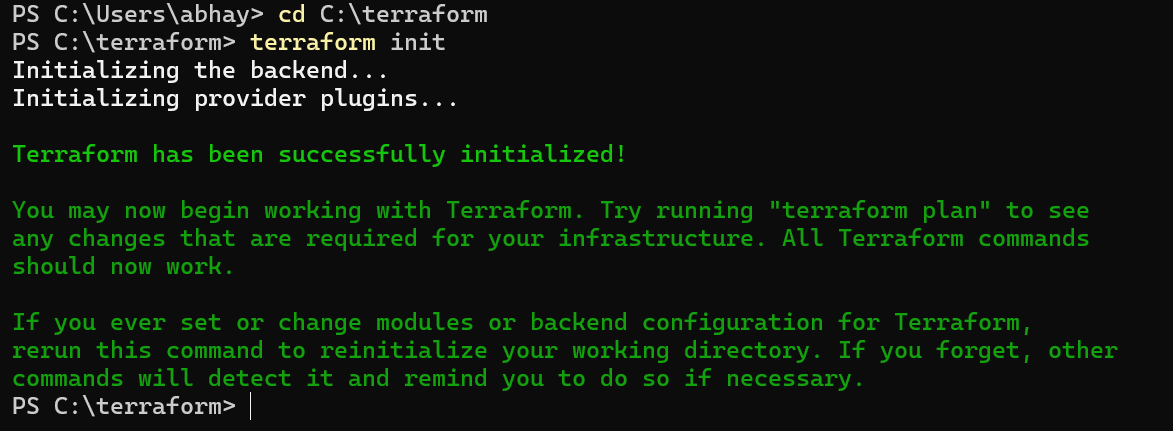 PS C:\Users\abhay> cd C:\terraform
PS C:\terraform> terraform init
Initializing the backend...
Initializing provider plugins...
Terraform has been successfully initialized!
You may now begin working with Terraform. Try running "terraform plan" to see
any changes that are required for your infrastructure. All Terraform commands
should now work.
If you ever set or change modules or backend configuration for Terraform,
rerun this command to reinitialize your working directory. If you forget, other
commands will detect it and remind you to do so if necessary.
PS C:\terraform>